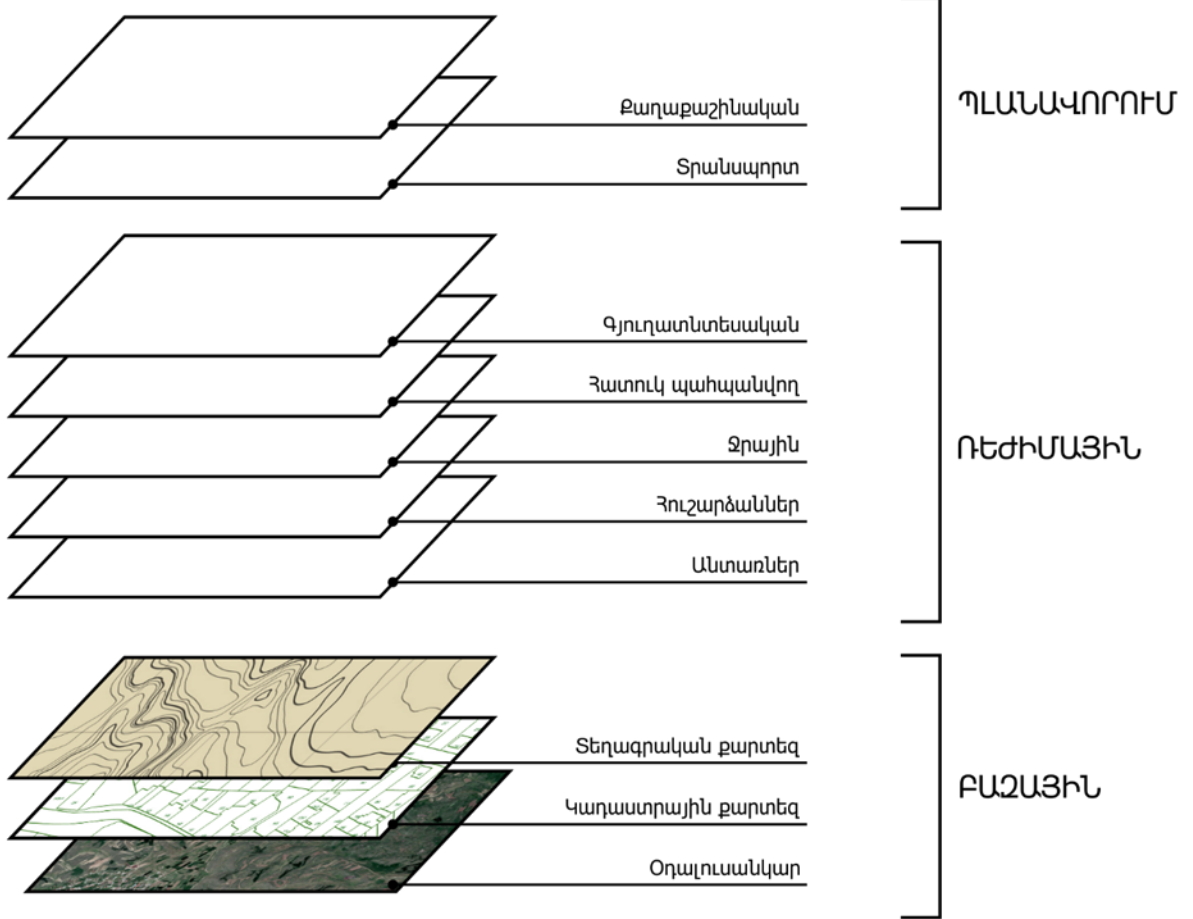 Քաղաքաշինական
Տրանսպորտ
ՊԼԱՆԱՎՈՐՈՒՄ
Գյուղատնտեսական
Հատուկ պահպանվող
Ջրային
Հուշարձաններ
Անտառներ
ՌԵԺԻՄԱՅԻՆ
Տեղագրական քարտեզ
Կադաստրային քարտեզ
Օդալուսանկար
ԲԱԶԱՅԻՆ